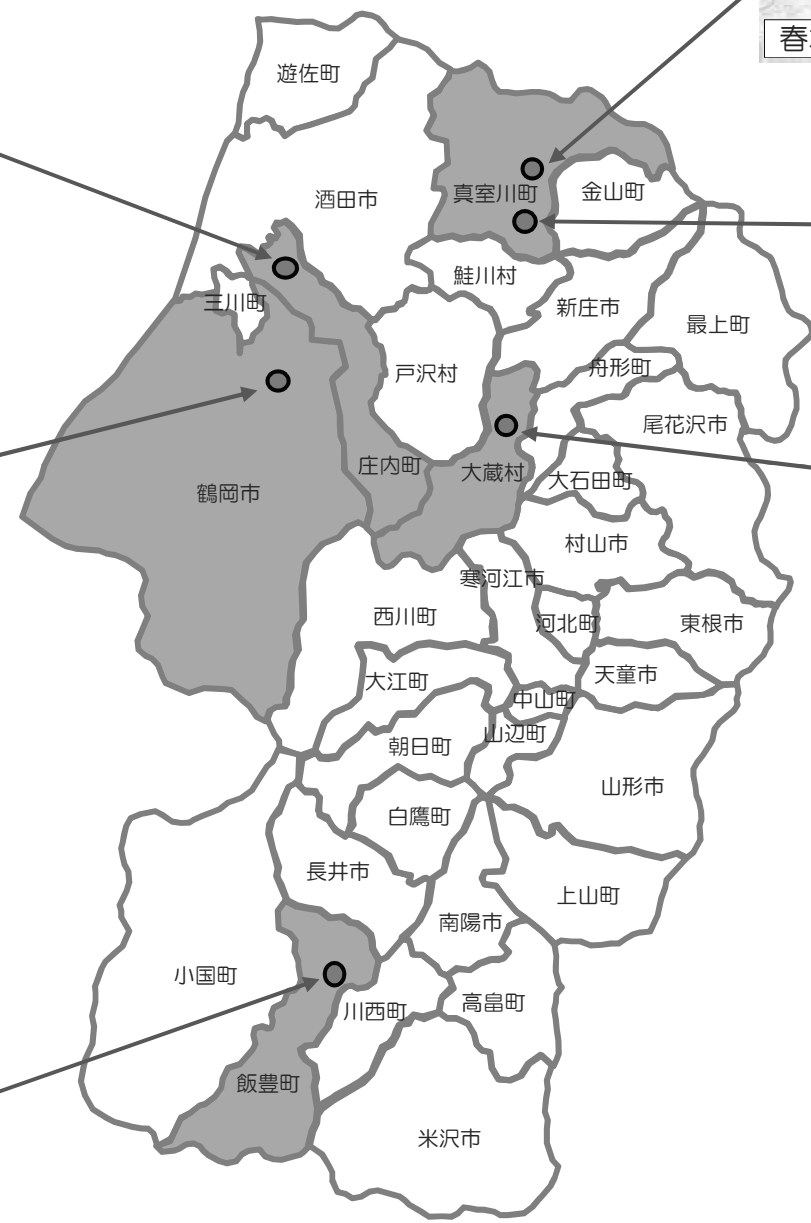 春
遊佐町
酒田市
真室川町
金山町
鮭川村
三川町
新庄市
最上町
戸沢村
舟形町
尾花沢市
庄内町
大蔵村
大石田町
鶴岡市
村山市
寒河江市
西川町
河北町
東根市
大江町
天童市
中山町
山辺町
朝日町
山形市
白鷹町
長井市
上山町
南陽市
小国町
川西町
高畠町
飯豊町
米沢市